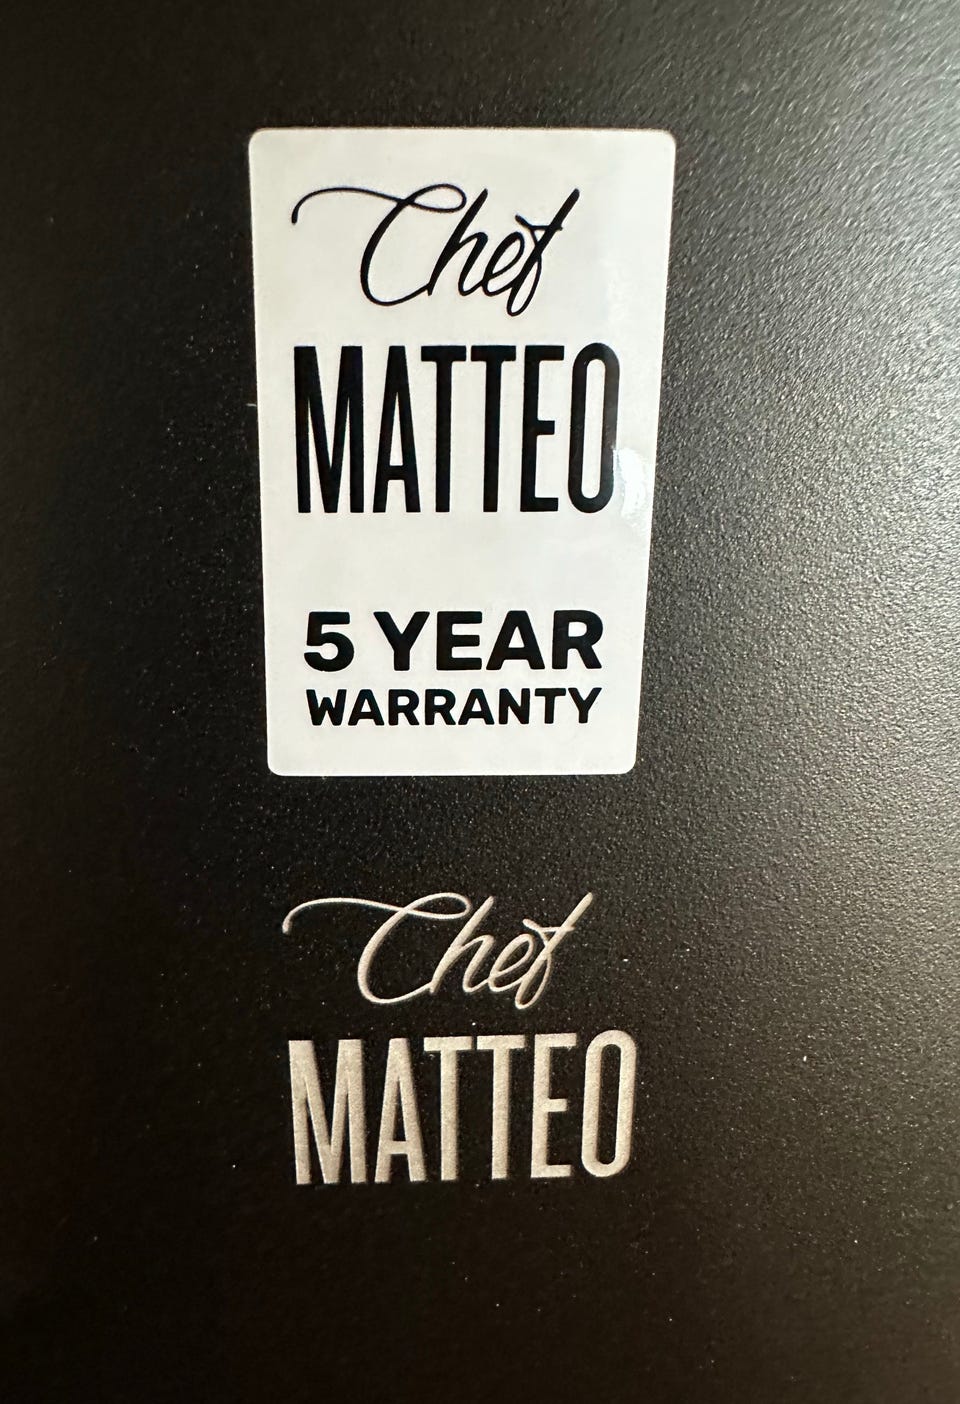 Chef
MATTEO
5 YEAR
WARRANTY
Chef
MATTEO